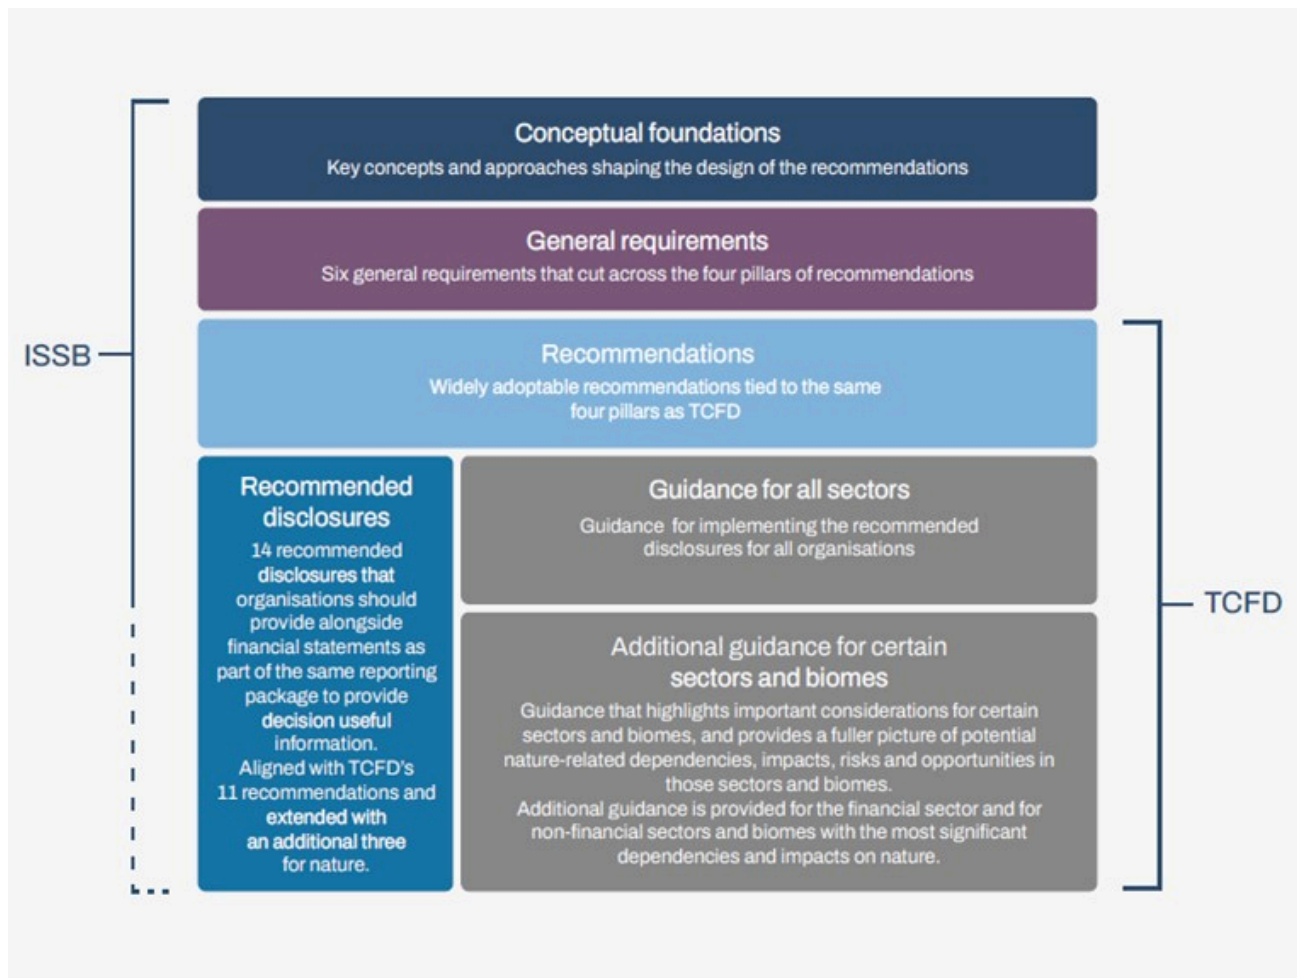 Conceptual foundations
Key concepts and approaches shaping the design of the recommendations
General requirements
Six general requirements that cut across the four pillars of recommendations
ISSB
Recommendations
Widely adoptable recommendations tied to the same
four pillars as TCFD
Recommended
disclosures
14 recommended
disclosures that
organisations should
provide alongside
financial statements as
part of the same reporting
package to provide
decision useful
information.
Aligned with TCFD's
11 recommendations and
extended with
an additional three
for nature.
Guidance for all sectors
Guidance for implementing the recommended
disclosures for all organisations
Additional guidance for certain
sectors and biomes
Guidance that highlights important considerations for certain
sectors and biomes, and provides a fuller picture of potential
nature-related dependencies, impacts, risks and opportunities in
those sectors and biomes.
Additional guidance is provided for the financial sector and for
non-financial sectors and biomes with the most significant
dependencies and impacts on nature.
TCFD